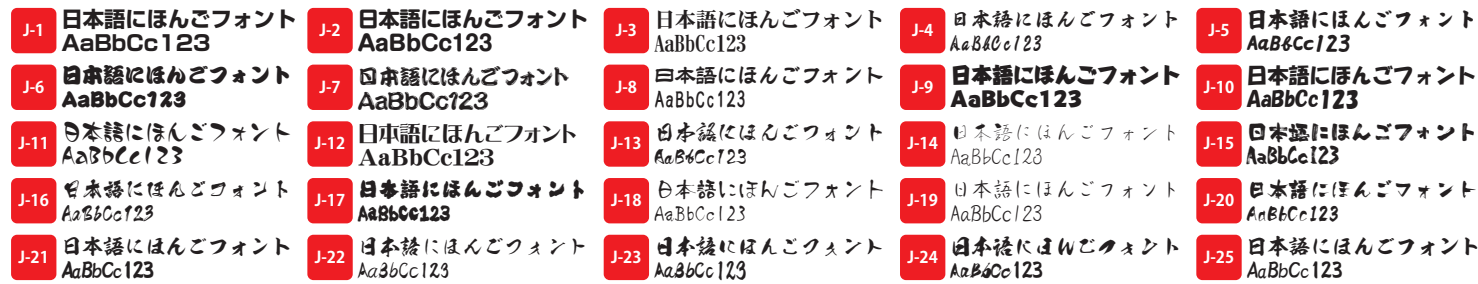 J-1 日本語にほんごフォント
AaBbCc123
J-2 日本語にほんごフォント
AaBbCc123
J-3 日本語にほんごフォント
AaBbCc123
J-4 日本語にほんごフォント
AaBbCc123
J-5 日本語にほんごフォント
AaBbCc123
J-6 日本語にほんごフォント
AaBbCc123
J-7 日本語にほんごフォント
AaBbCc123
J-8 日本語にほんごフォント
AaBbCc123
J-9 日本語にほんごフォント
AaBbCc123
J-10 日本語にほんごフォント
AaBbCc123
J-11 日本語にほんごフォント
AaBbCc123
J-12 日本語にほんごフォント
AaBbCc123
J-13 日本語にほんごフォント
AaBbCc123
J-14 日本語にほんごフォント
AaBbCc123
J-15 日本語にほんごフォント
AaBbCc123
J-16 日本語にほんごフォント
AaBbCc123
J-17 日本語にほんごフォント
AaBbCc123
J-18 日本語にほんごフォント
AaBbCc123
J-19 日本語にほんごフォント
AaBbCc123
J-20 日本語にほんごフォント
AaBbCc123
J-21 日本語にほんごフォント
AaBbCc123
J-22 日本語にほんごフォント
AaBbCc123
J-23 日本語にほんごフォント
AaBbCc123
J-24 日本語にほんごフォント
AaBbCc123
J-25 日本語にほんごフォント
AaBbCc123